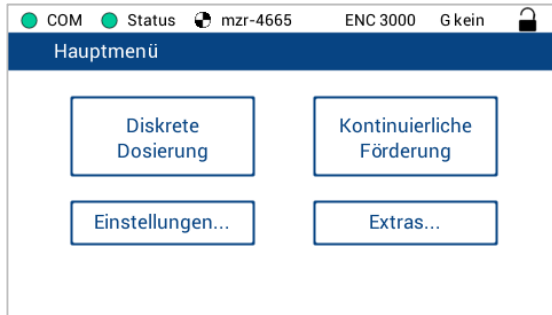 COM Status mzr-4665 ENC 3000 G kein
Hauptmenü
Diskrete
Dosierung
Kontinuierliche
Förderung
Einstellungen...
Extras...